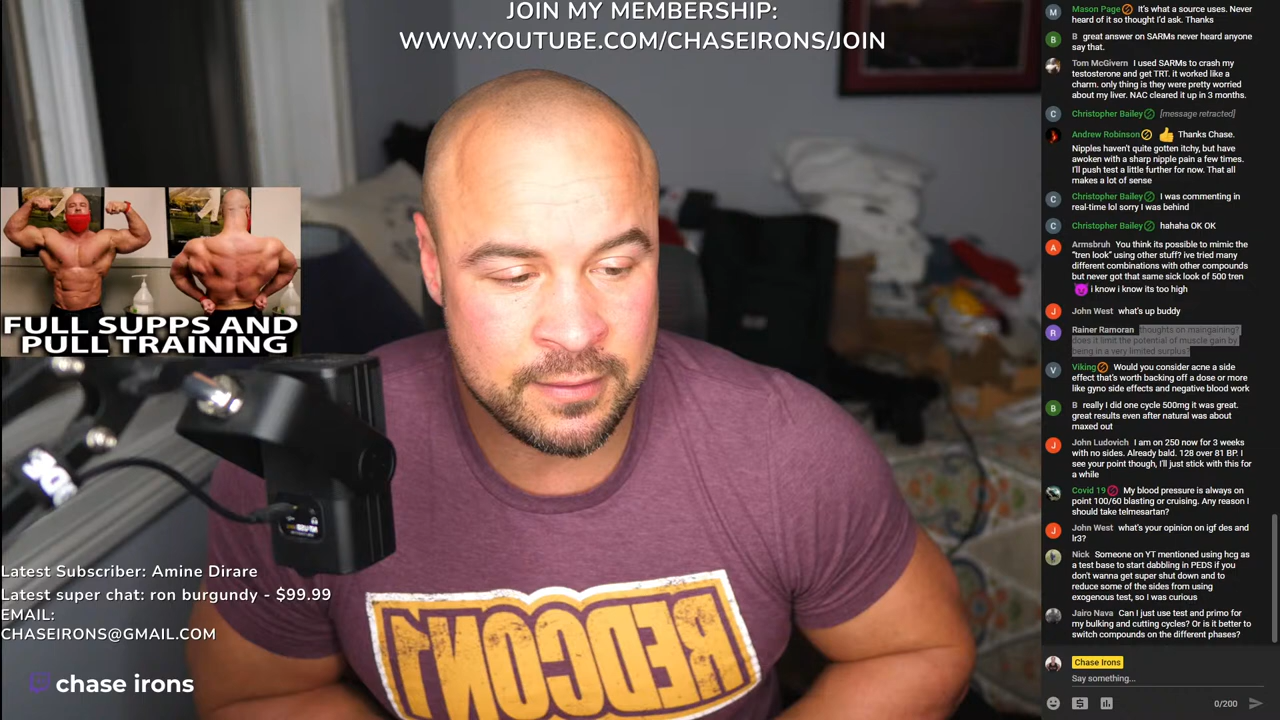 JOIN MY MEMBERSHIP:
WWW.YOUTUBE.COM/CHASEIRONS/JOIN
FULL SUPPS AND
PULL TRAINING
Latest Subscriber: Amine Dirare
Latest super chat: ron burgundy - $99.99
EMAIL:
CHASEIRONS@GMAIL.COM
chase irons
REDCON1
M
Mason Page It's what a source uses. Never
heard of it so thought I'd ask. Thanks
B
B great answer on SARMs never heard anyone
say that.
Tom McGivern I used SARMs to crash my
testosterone and get TRT. it worked like a
charm. only thing is they were pretty worried
about my liver. NAC cleared it up in 3 months.
C
Christopher Bailey [message retracted]
Andrew Robinson 👍 Thanks Chase.
Nipples haven't quite gotten itchy, but have
awoken with a sharp nipple pain a few times.
I'll push test a little further for now. That all
makes a lot of sense
C
Christopher Bailey I was commenting in
real-time lol sorry I was behind
C
Christopher Bailey hahaha OK OK
A
Armsbruh You think its possible to mimic the
"tren look" using other stuff? ive tried many
different combinations with other compounds
but never got that same sick look of 500 tren
😈 i know i know its too high
J
John West what's up buddy
R
Rainer Ramoran thoughts on maingaining?
does it limit the potential of muscle gain by
being in a very limited surplus?
V
Viking Would you consider acne a side
effect that's worth backing off a dose or more
like gyno side effects and negative blood work
B
B really I did one cycle 500mg it was great.
great results even after natural was about
maxed out
J
John Ludovich I am on 250 now for 3 weeks
with no sides. Already bald. 128 over 81 BP. I
see your point though, I'll just stick with this for
a while
Covid 19 My blood pressure is always on
point 100/60 blasting or cruising. Any reason I
should take telmesartan?
J
John West what's your opinion on igf des and
lr3?
Nick Someone on YT mentioned using hcg as
a test base to start dabbling in PEDS if you
don't wanna get super shut down and to
reduce some of the sides from using
exogenous test, so I was curious
Jairo Nava Can I just use test and primo for
my bulking and cutting cycles? Or is it better to
switch compounds on the different phases?
Chase Irons
Say something...
0/200